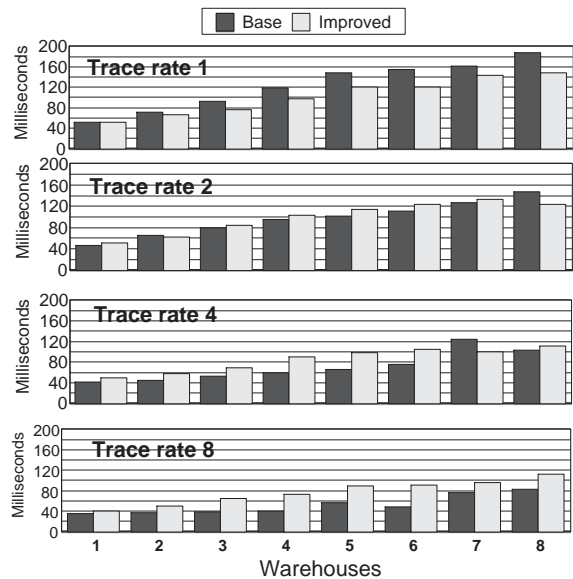 Base Improved
Trace rate 1
Milliseconds
200
160
120
80
40
0
Trace rate 2
Milliseconds
200
160
120
80
40
0
Trace rate 4
Milliseconds
200
160
120
80
40
0
Trace rate 8
Milliseconds
200
160
120
80
40
0
1 2 3 4 5 6 7 8
Warehouses